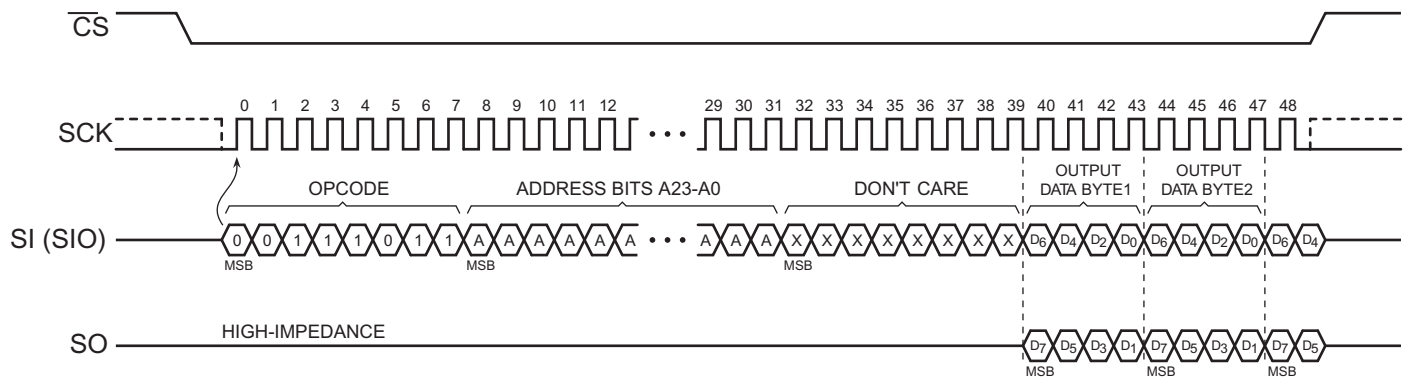 CS
SCK
0 1 2 3 4 5 6 7 8 9 10 11 12 29 30 31 32 33 34 35 36 37 38 39 40 41 42 43 44 45 46 47 48
OPCODE
ADDRESS BITS A23-A0
DON'T CARE
OUTPUT
DATA BYTE1
OUTPUT
DATA BYTE2
SI (SIO)
0 0 1 1 1 0 1 1 A A A A A A A A A X X X X X X X X D6 D4 D2 D0 D6 D4 D2 D0 D6 D4
MSB MSB MSB
HIGH-IMPEDANCE
SO
D7 D5 D3 D1 D7 D5 D3 D1 D7 D5
MSB MSB MSB